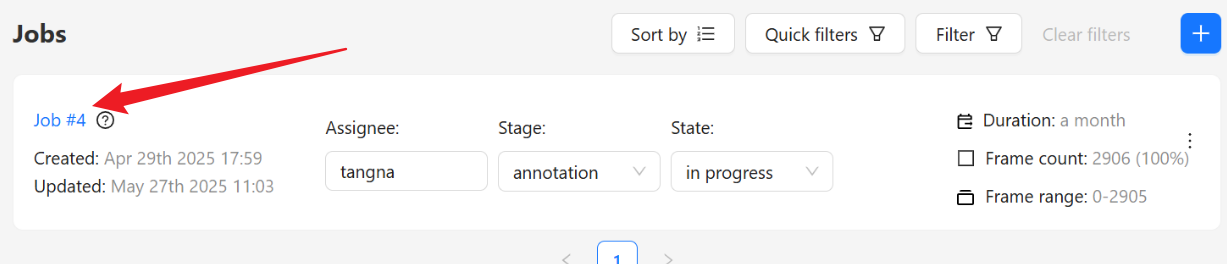 Jobs
Sort by
Quick filters
Filter
Clear filters
Job #4
Created: Apr 29th 2025 17:59
Updated: May 27th 2025 11:03
Assignee:
tangna
Stage:
annotation
State:
in progress
Duration: a month
Frame count: 2906 (100%)
Frame range: 0-2905
1